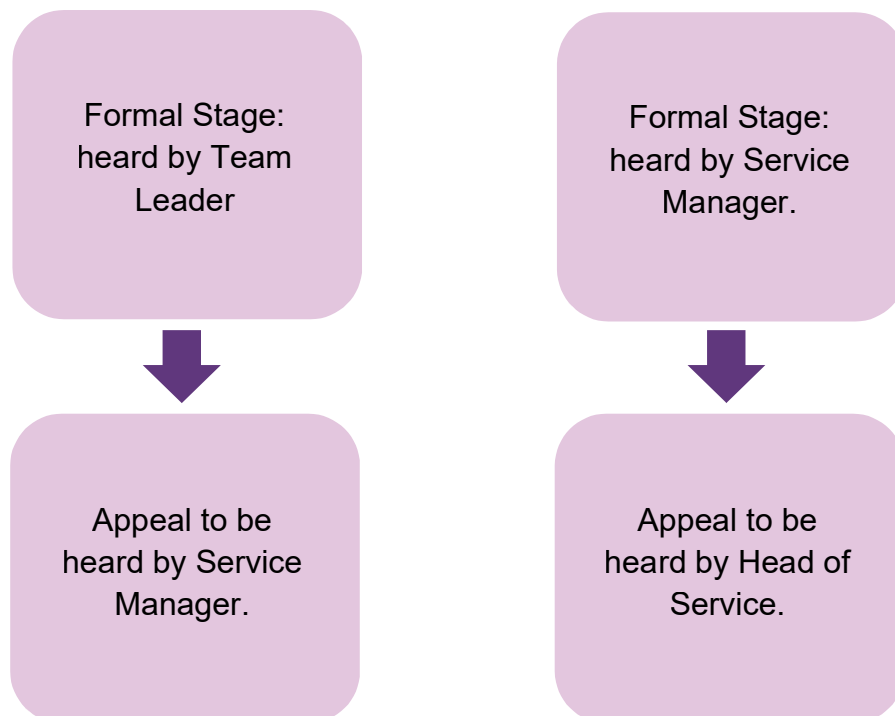 Formal Stage:
heard by Team
Leader
Formal Stage:
heard by Service
Manager.
Appeal to be
heard by Service
Manager.
Appeal to be
heard by Head of
Service.